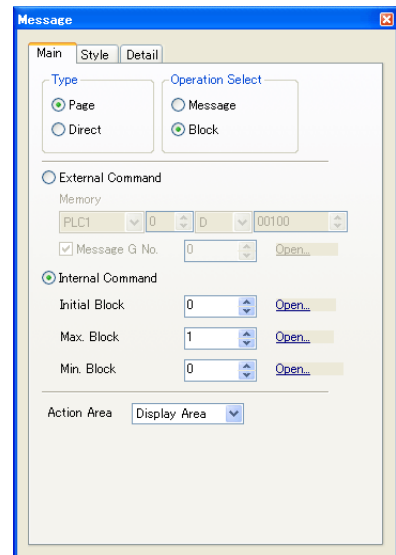 Message
Main Style Detail
Type Operation Select
Page Message
Direct Block
External Command
Memory
PLC1 0 D 00100
Message G No. 0 Open...
Internal Command
Initial Block 0 Open...
Max. Block 1 Open...
Min. Block 0 Open...
Action Area Display Area